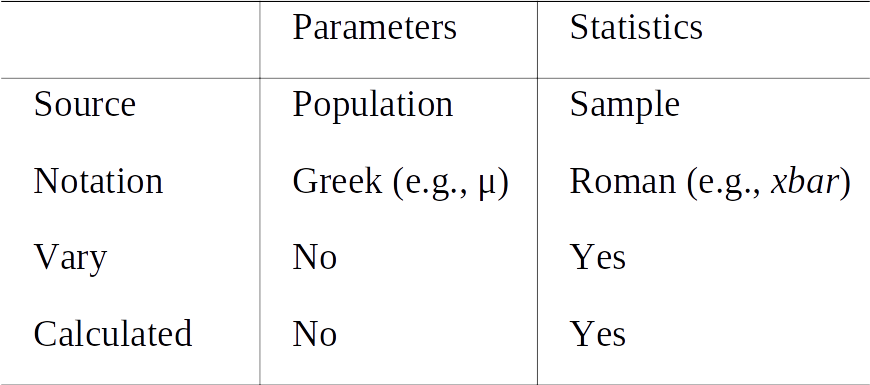 Parameters Statistics
Source Population Sample
Notation Greek (e.g., μ) Roman (e.g., xbar)
Vary No Yes
Calculated No Yes